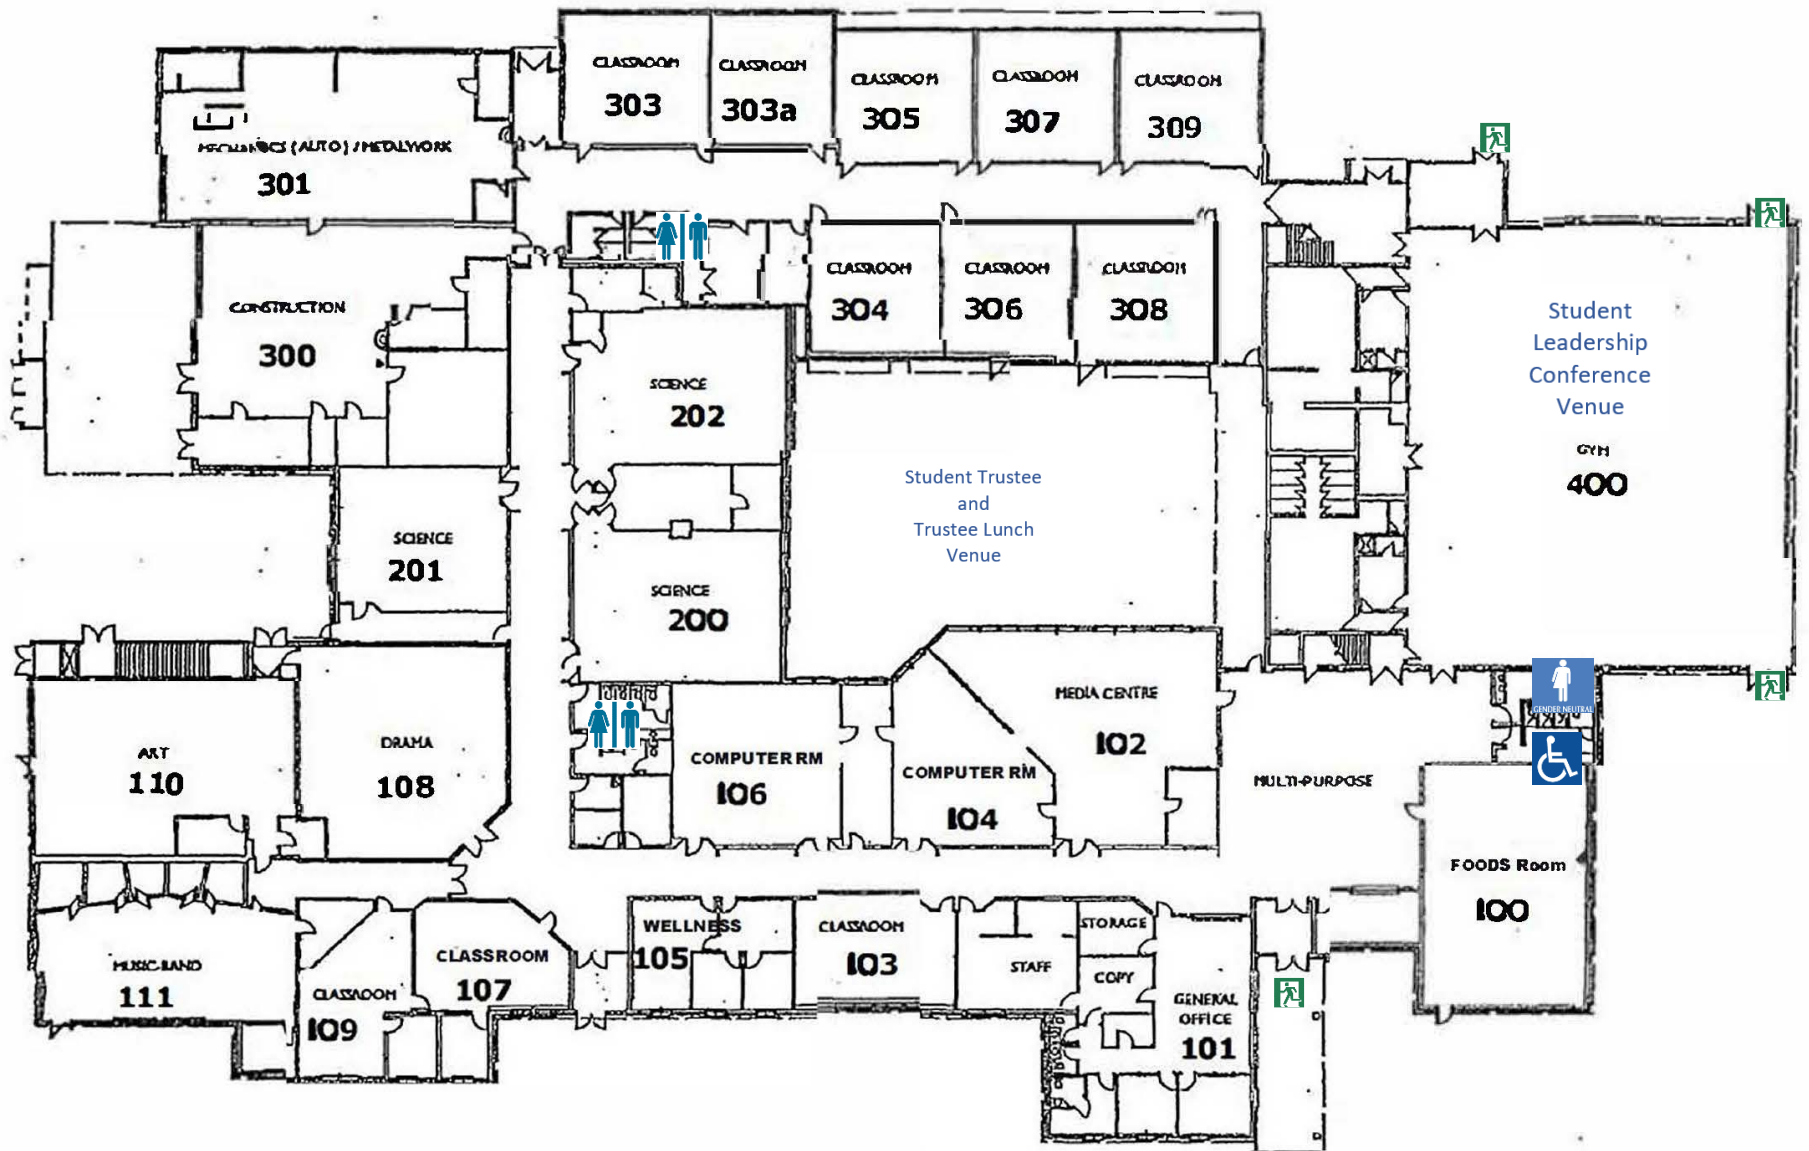 CLASSROOM
303
CLASSROOM
303a
CLASSROOM
305
CLASSROOM
307
CLASSROOM
309
MECHANICS (AUTO) / METALWORK
301
CLASSROOM
304
CLASSROOM
306
CLASSROOM
308
CONSTRUCTION
300
Student
Leadership
Conference
Venue
GYM
400
SCIENCE
202
Student Trustee
and
Trustee Lunch
Venue
SCIENCE
201
SCIENCE
200
ART
110
DRAMA
108
COMPUTER RM
106
COMPUTER RM
104
MEDIA CENTRE
102
MULTI-PURPOSE
GENDER NEUTRAL
FOODS Room
100
MUSIC BAND
111
CLASSROOM
109
CLASSROOM
107
WELLNESS
105
CLASSROOM
103
STAFF
STORAGE
COPY
GENERAL
OFFICE
101